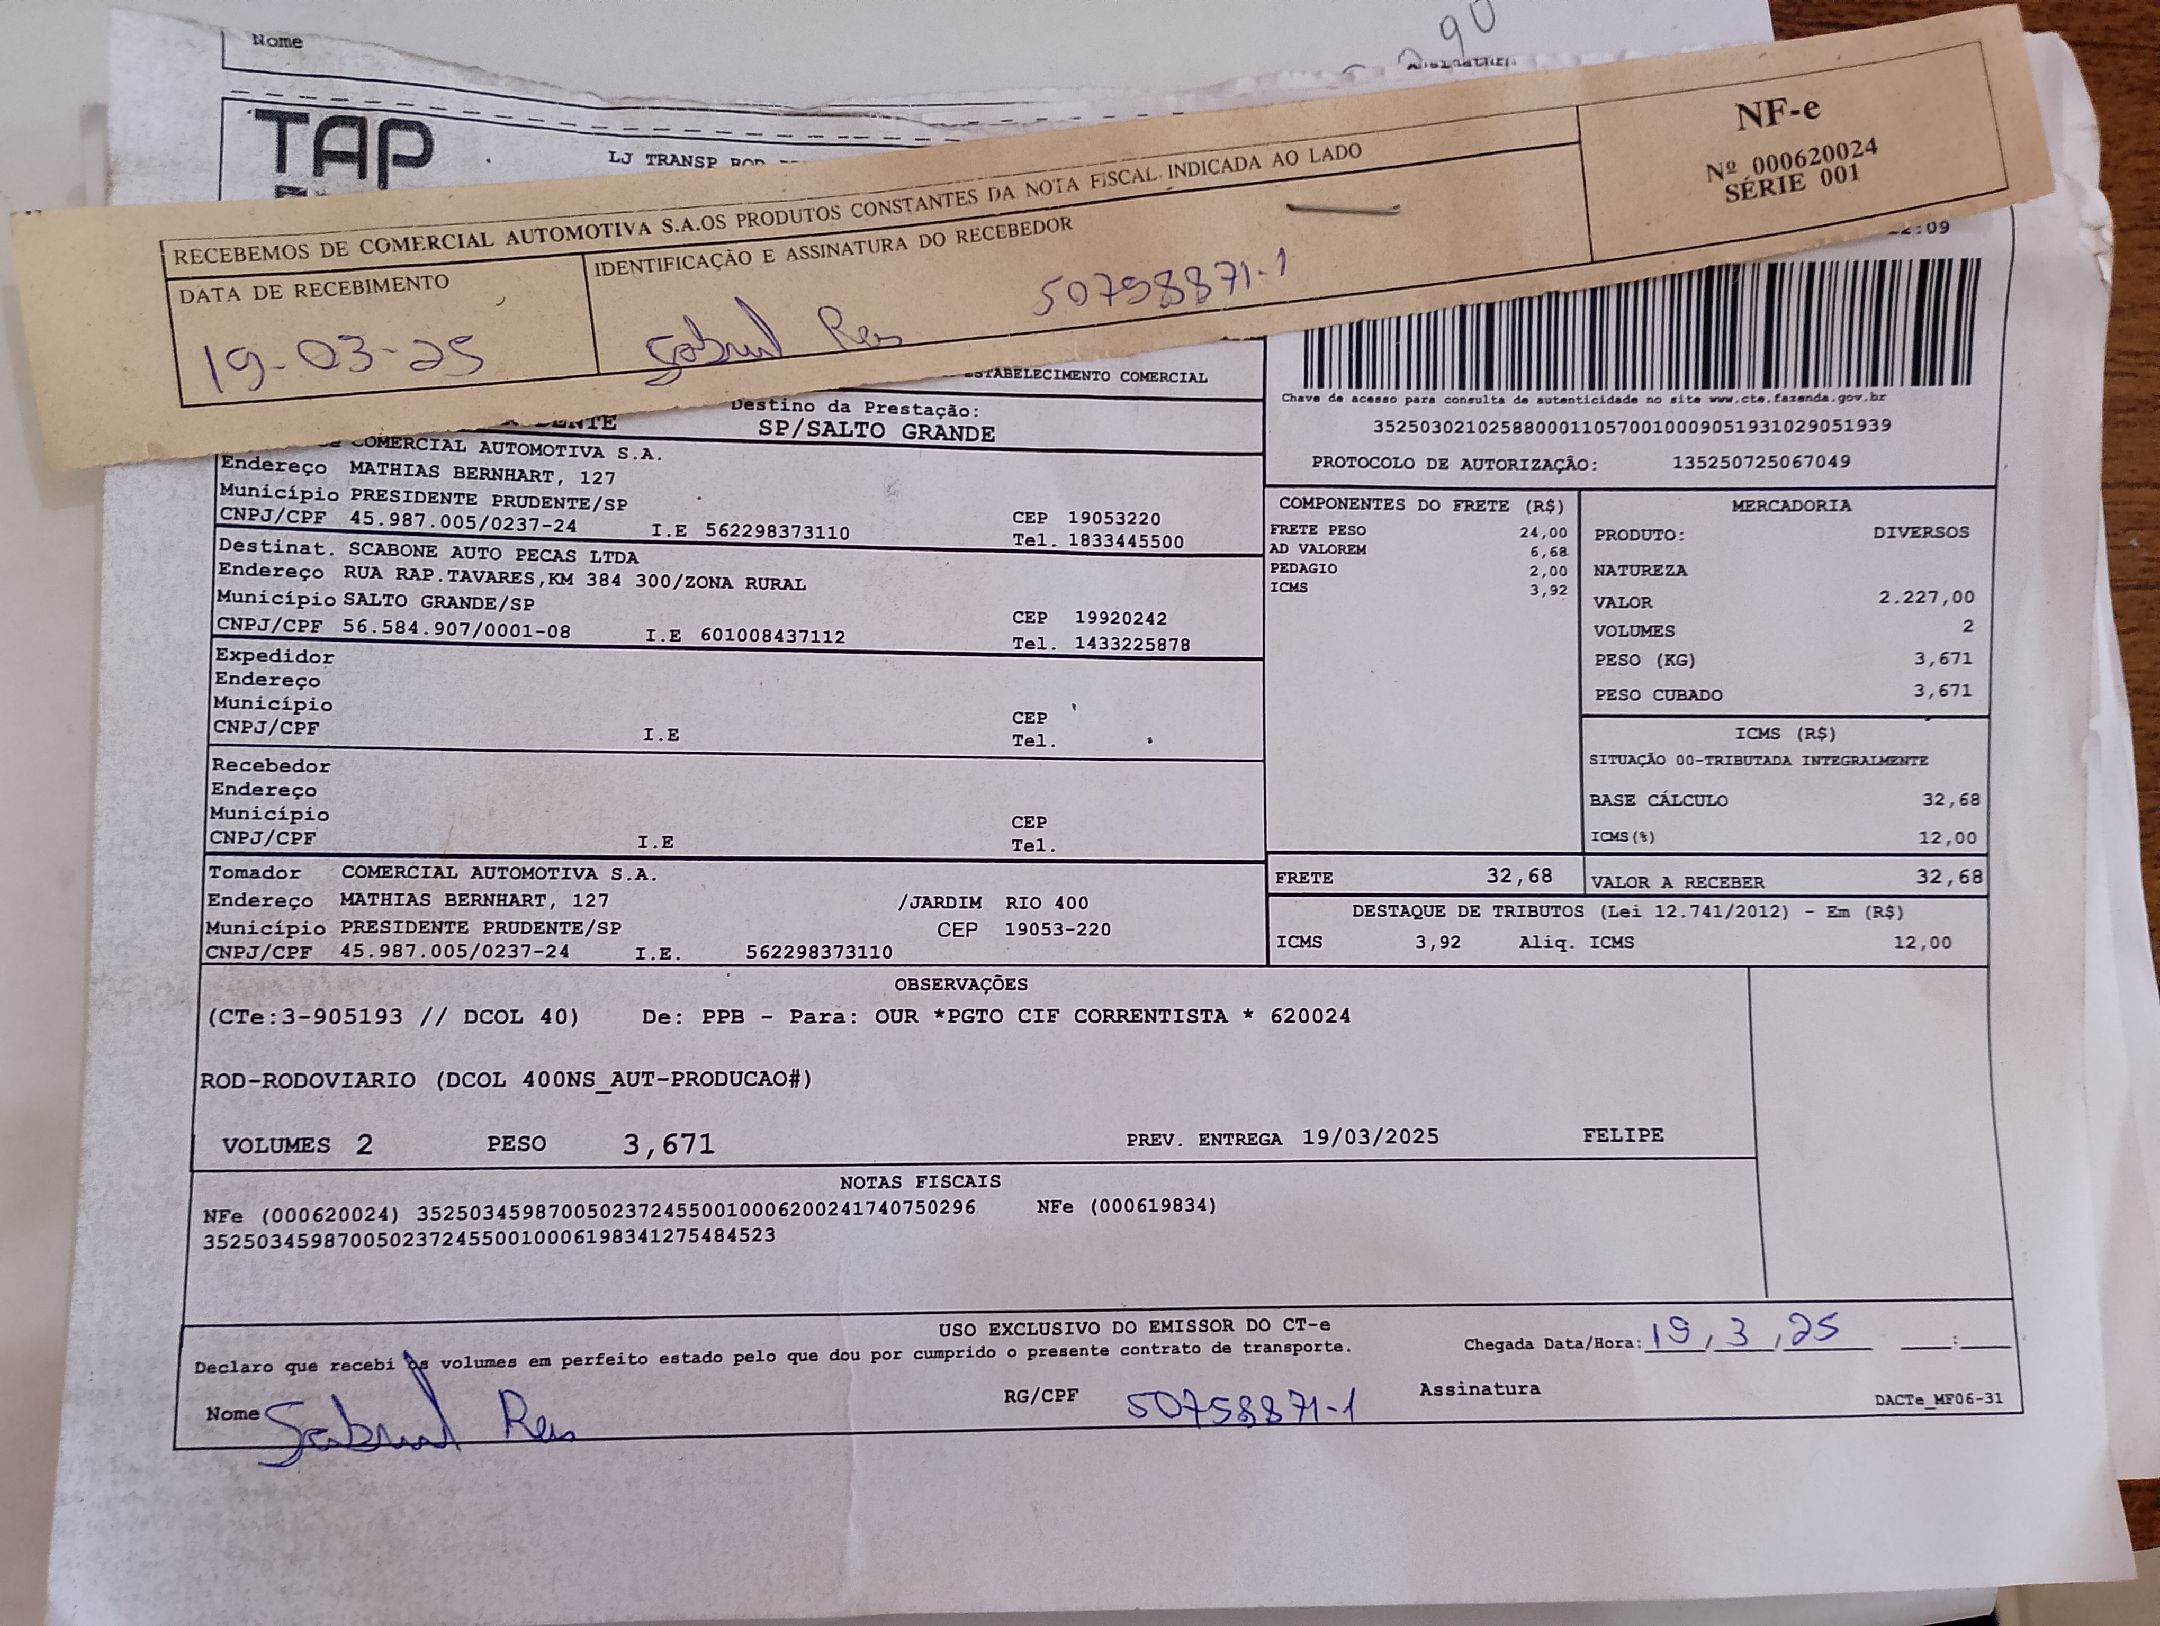 Nome
90
TAP
LJ TRANSP ROD
RECEBEMOS DE COMERCIAL AUTOMOTIVA S.A.OS PRODUTOS CONSTANTES DA NOTA FISCAL INDICADA AO LADO
NF-e
Nº 000620024
SÉRIE 001
DATA DE RECEBIMENTO
19-03-25
IDENTIFICAÇÃO E ASSINATURA DO RECEBEDOR
50758871-1
:09
ESTABELECIMENTO COMERCIAL
Destino da Prestação:
SP/SALTO GRANDE
Chave de acesso para consulta de autenticidade no site www.cte.fazenda.gov.br
35250302102588000110570010009051931029051939
PROTOCOLO DE AUTORIZAÇÃO: 135250725067049
COMERCIAL AUTOMOTIVA S.A.
Endereço MATHIAS BERNHART, 127
Município PRESIDENTE PRUDENTE/SP
CEP 19053220
CNPJ/CPF 45.987.005/0237-24 I.E 562298373110
Tel. 1833445500
Destinat. SCABONE AUTO PECAS LTDA
Endereço RUA RAP.TAVARES,KM 384 300/ZONA RURAL
Município SALTO GRANDE/SP
CEP 19920242
CNPJ/CPF 56.584.907/0001-08 I.E 601008437112
Tel. 1433225878
Expedidor
Endereço
Município
CEP
CNPJ/CPF I.E
Tel.
Recebedor
Endereço
Município
CEP
CNPJ/CPF I.E
Tel.
Tomador COMERCIAL AUTOMOTIVA S.A.
Endereço MATHIAS BERNHART, 127 /JARDIM RIO 400
Município PRESIDENTE PRUDENTE/SP CEP 19053-220
CNPJ/CPF 45.987.005/0237-24 I.E. 562298373110
COMPONENTES DO FRETE (R$)
FRETE PESO 24,00
AD VALOREM 6,68
PEDAGIO 2,00
ICMS 3,92
MERCADORIA
PRODUTO: DIVERSOS
NATUREZA
VALOR 2.227,00
VOLUMES 2
PESO (KG) 3,671
PESO CUBADO 3,671
ICMS (R$)
SITUAÇÃO 00-TRIBUTADA INTEGRALMENTE
BASE CÁLCULO 32,68
ICMS(%) 12,00
FRETE 32,68
VALOR A RECEBER 32,68
DESTAQUE DE TRIBUTOS (Lei 12.741/2012) - Em (R$)
ICMS 3,92 Aliq. ICMS 12,00
OBSERVAÇÕES
(CTe:3-905193 // DCOL 40) De: PPB - Para: OUR *PGTO CIF CORRENTISTA * 620024
ROD-RODOVIARIO (DCOL 400NS_AUT-PRODUCAO#)
VOLUMES 2 PESO 3,671 PREV. ENTREGA 19/03/2025 FELIPE
NOTAS FISCAIS
NFe (000620024) 35250345987005023724550010006200241740750296 NFe (000619834)
35250345987005023724550010006198341275484523
USO EXCLUSIVO DO EMISSOR DO CT-e
Declaro que recebi os volumes em perfeito estado pelo que dou por cumprido o presente contrato de transporte.
Chegada Data/Hora: 19/3/25 :
Nome
RG/CPF 50758871-1 Assinatura
DACTe_MF06-31